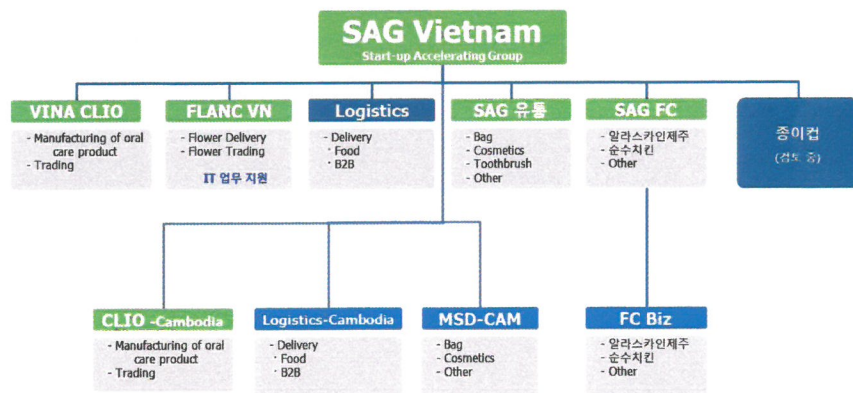 SAG Vietnam
Start-up Accelerating Group
VINA CLIO
- Manufacturing of oral
care product
- Trading
FLANC VN
- Flower Delivery
- Flower Trading
IT 업무 지원
Logistics
- Delivery
· Food
· B2B
SAG 유통
- Bag
- Cosmetics
- Toothbrush
- Other
SAG FC
- 알라스카인제주
- 순수치킨
- Other
종이컵
(검토 중)
CLIO -Cambodia
- Manufacturing of oral
care product
- Trading
Logistics-Cambodia
- Delivery
· Food
· B2B
MSD-CAM
- Bag
- Cosmetics
- Other
FC Biz
- 알라스카인제주
- 순수치킨
- Other